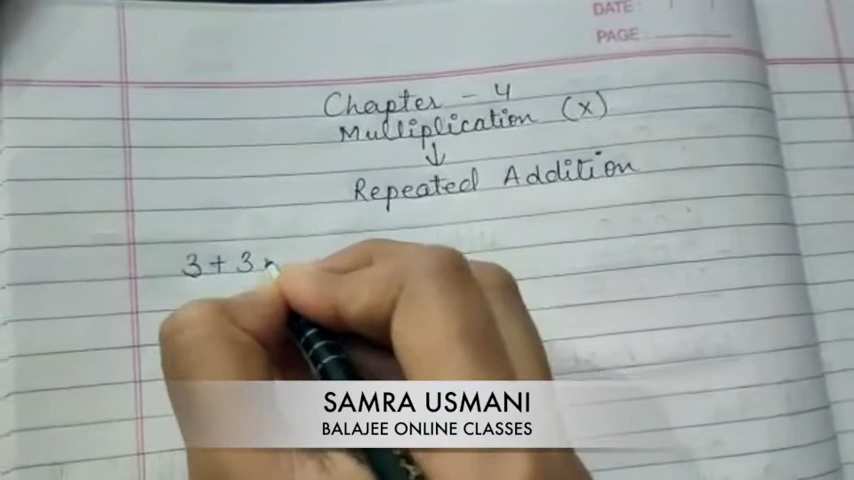 DATE: / /
PAGE:
Chapter - 4
Multiplication (x)
↓
Repeated Addition
3 + 3
SAMRA USMANI
BALAJEE ONLINE CLASSES